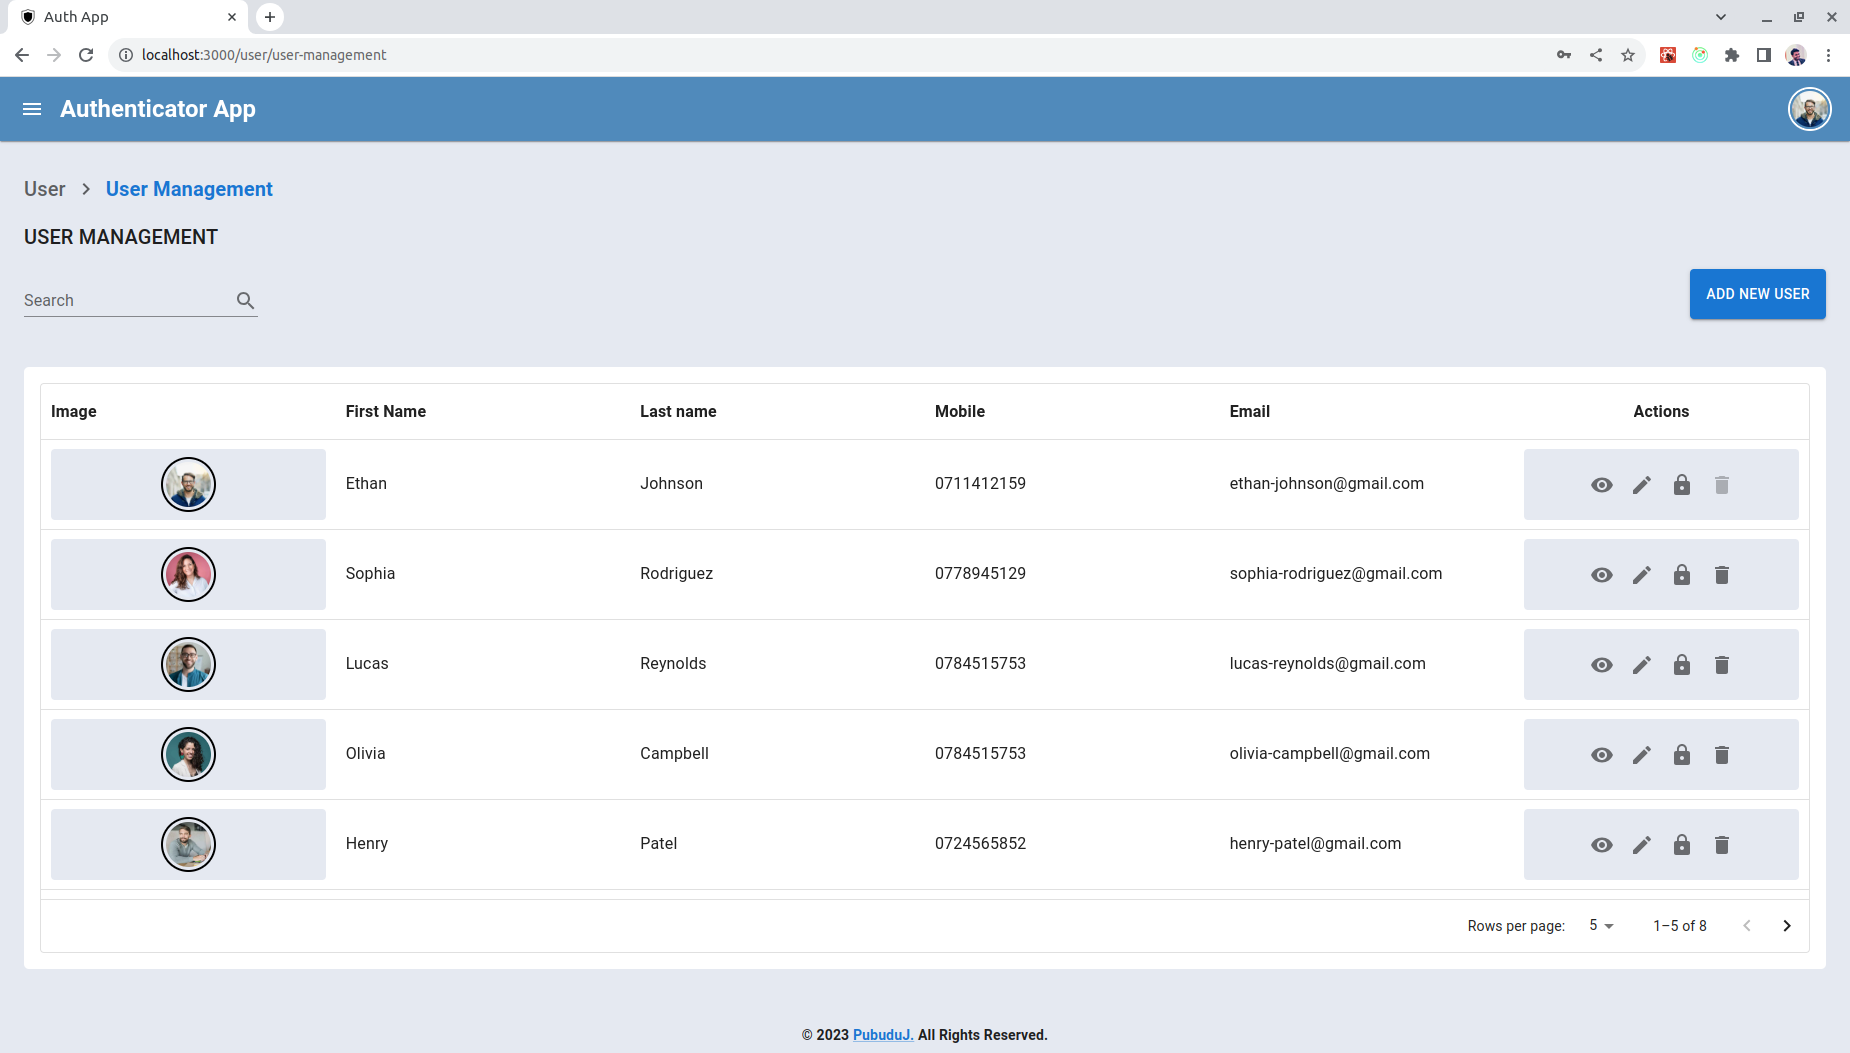 Auth App
localhost:3000/user/user-management
Authenticator App
User > User Management
USER MANAGEMENT
Search
ADD NEW USER
Image First Name Last name Mobile Email Actions
Ethan Johnson 0711412159 ethan-johnson@gmail.com
Sophia Rodriguez 0778945129 sophia-rodriguez@gmail.com
Lucas Reynolds 0784515753 lucas-reynolds@gmail.com
Olivia Campbell 0784515753 olivia-campbell@gmail.com
Henry Patel 0724565852 henry-patel@gmail.com
Rows per page: 5 1–5 of 8
© 2023 PubuduJ. All Rights Reserved.